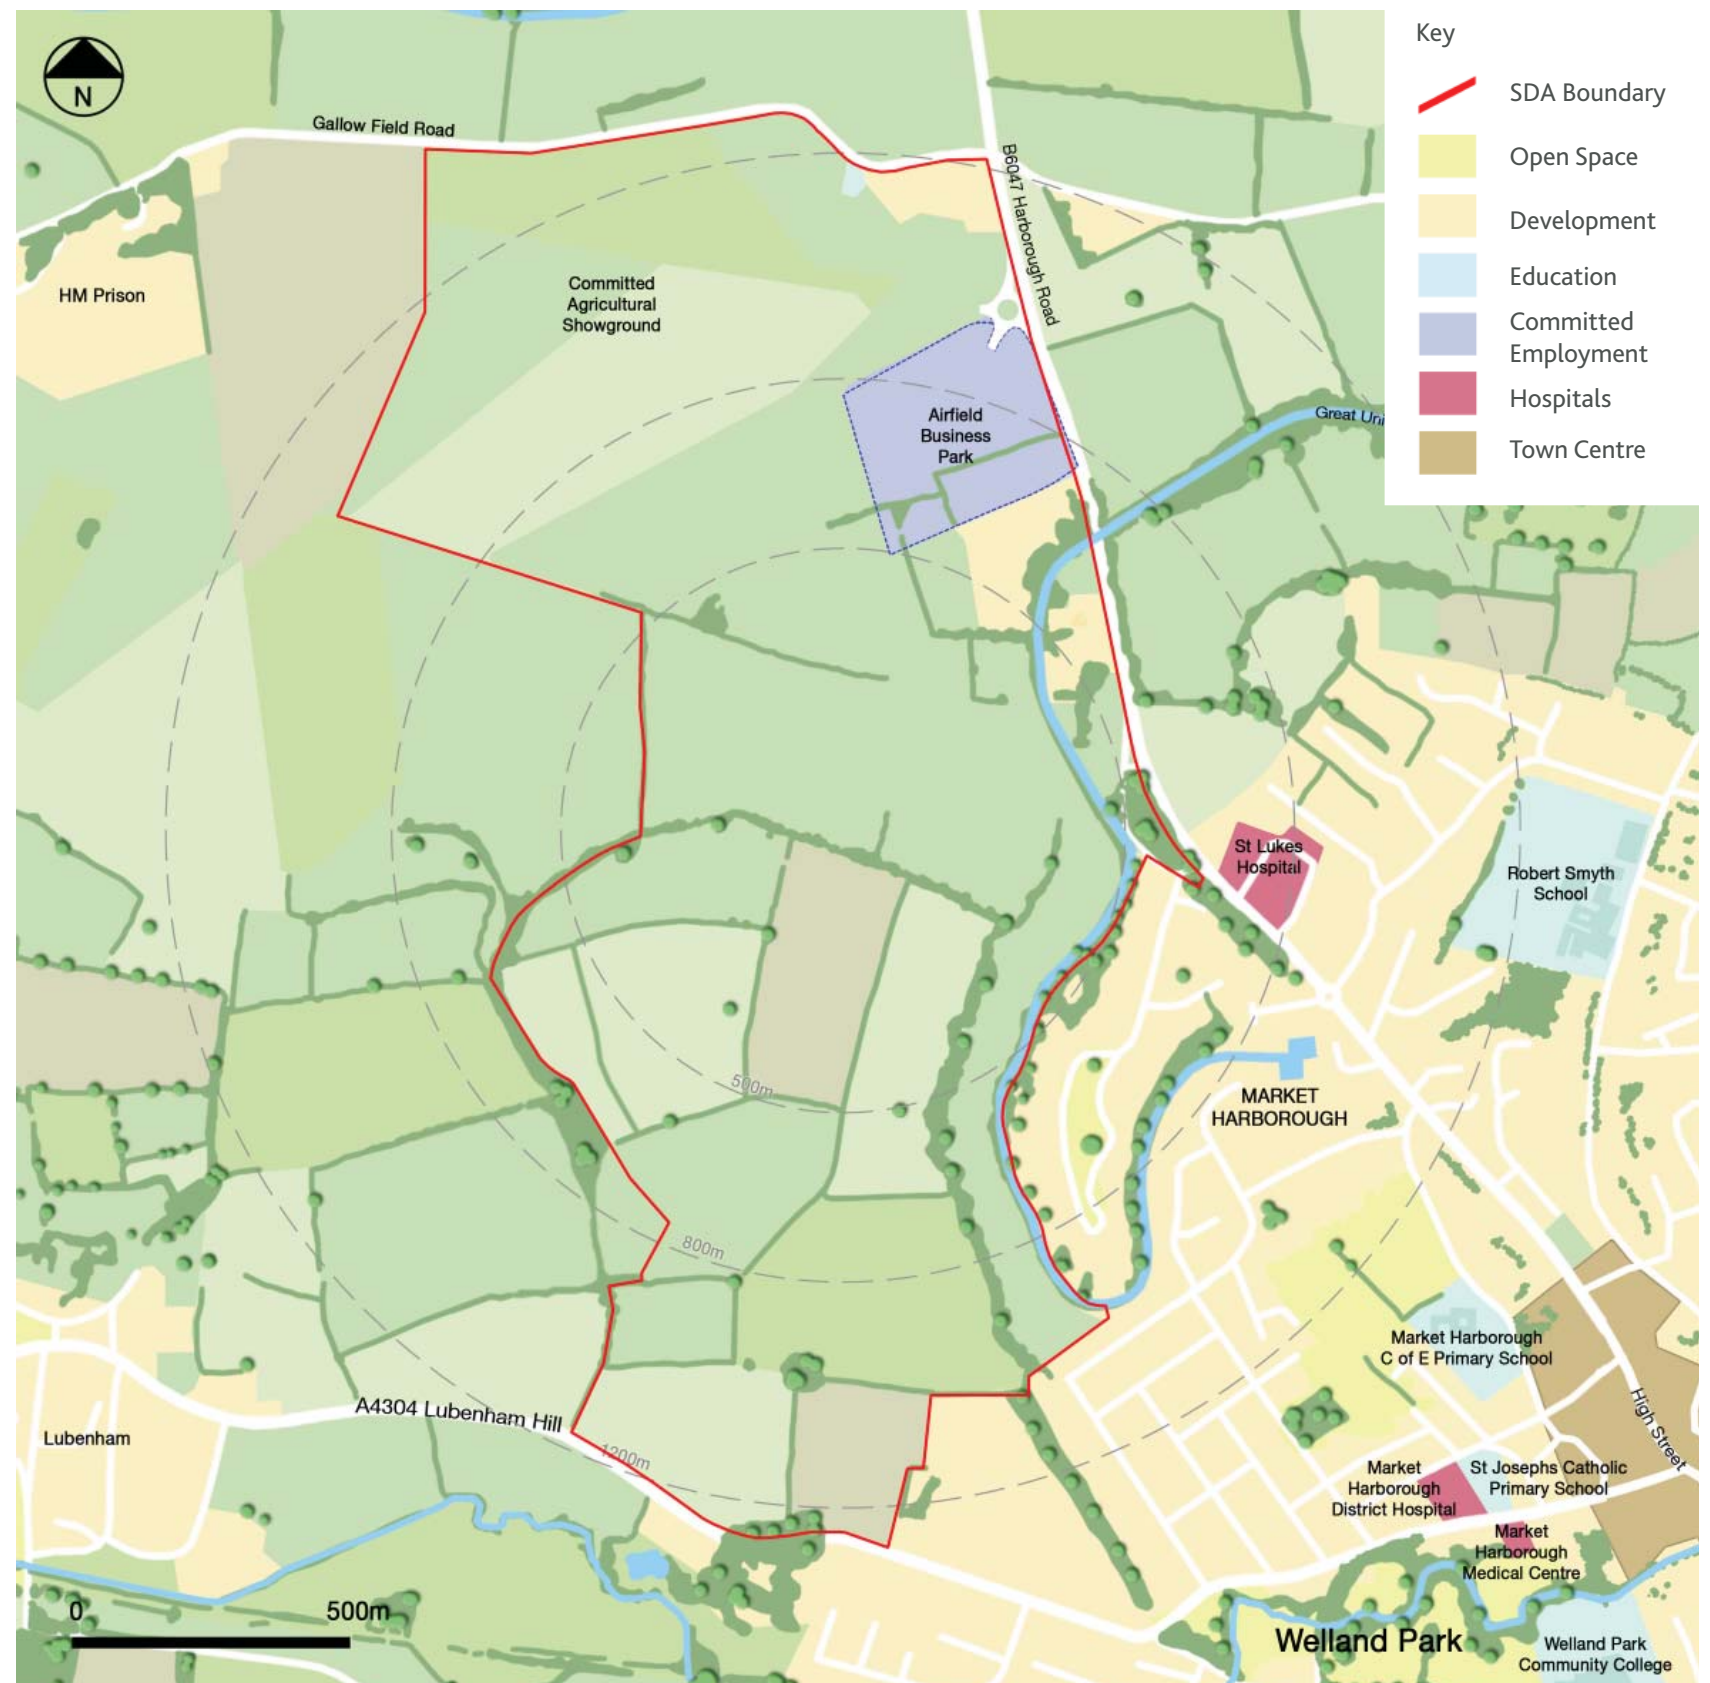 Key
SDA Boundary
Open Space
Development
Education
Committed
Employment
Hospitals
Town Centre
N
Gallow Field Road
B6047 Harborough Road
HM Prison
Committed
Agricultural
Showground
Airfield
Business
Park
Great Uni
St Lukes
Hospital
Robert Smyth
School
500m
MARKET
HARBOROUGH
800m
Market Harborough
C of E Primary School
A4304 Lubenham Hill
High Street
Lubenham
1200m
Market
Harborough
District Hospital
St Josephs Catholic
Primary School
Market
Harborough
Medical Centre
0
500m
Welland Park
Welland Park
Community College